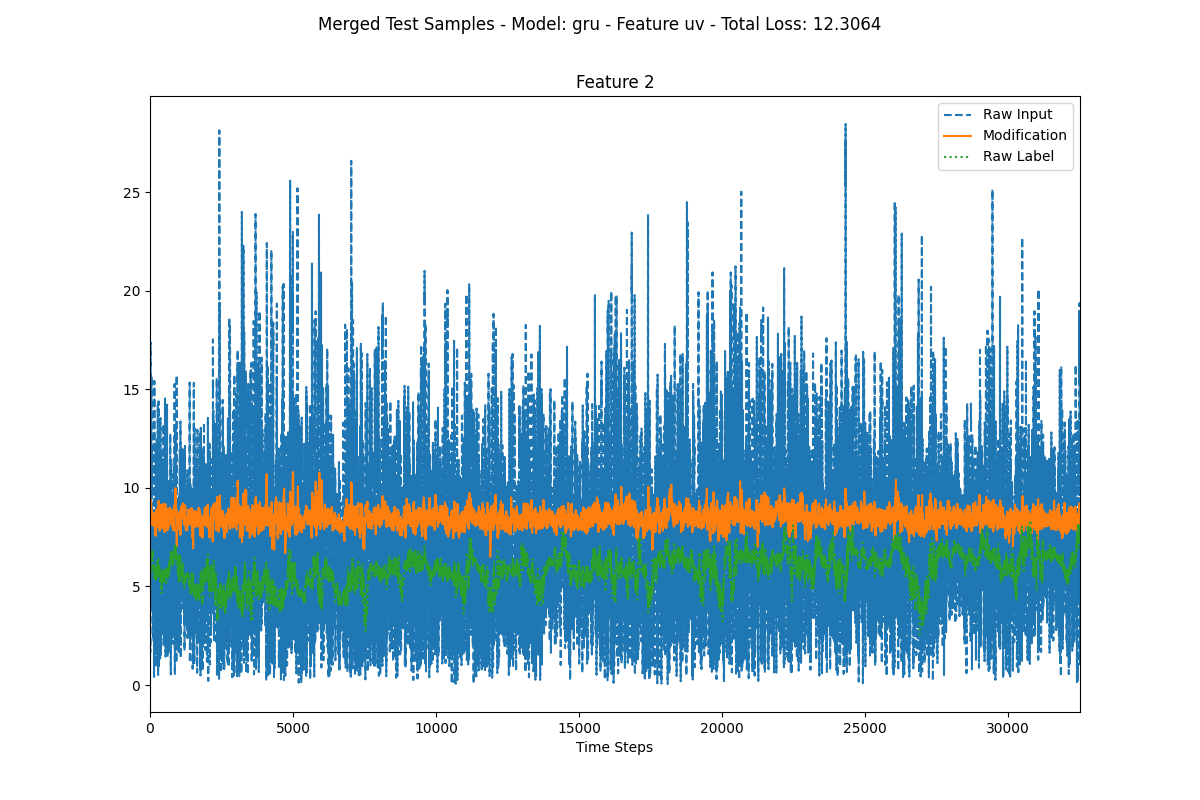 Merged Test Samples - Model: gru - Feature uv - Total Loss: 12.3064
Feature 2
Raw Input
Modification
Raw Label
25
20
15
10
5
0
0 5000 10000 15000 20000 25000 30000
Time Steps